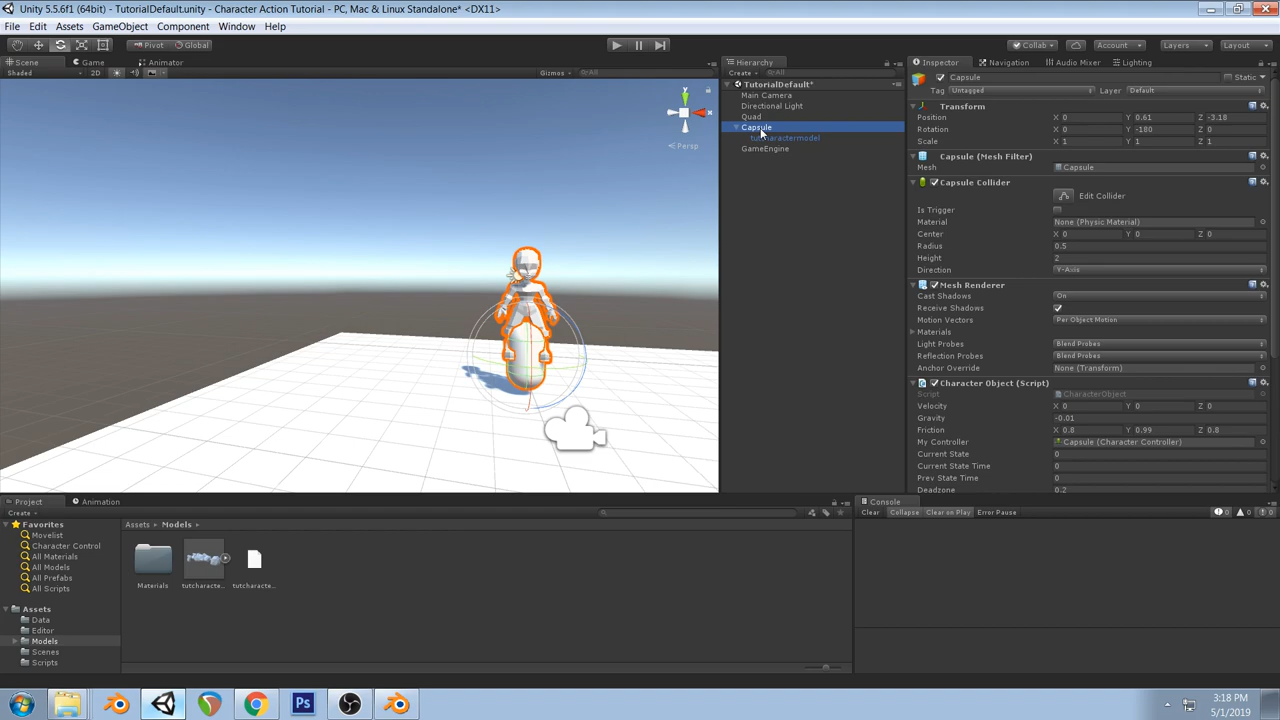 Unity 5.5.1f1 (64bit) - TutorialDefault.unity - Character Action Tutorial - PC, Mac & Linux Standalone* <DX11>
File Edit Assets GameObject Component Window Help
Pivot Global
Collab Account Layers Layout
Scene Game Animator
Shaded 2D Gizmos All
Persp
Hierarchy
Create All
TutorialDefault*
Main Camera
Directional Light
Quad
Capsule
tutcharactermodel
GameEngine
Inspector Navigation Audio Mixer Lighting
Capsule Static
Tag Untagged Layer Default
Transform
Position X 0 Y 0.61 Z -3.18
Rotation X 0 Y -180 Z 0
Scale X 1 Y 1 Z 1
Capsule (Mesh Filter)
Mesh Capsule
Capsule Collider
Edit Collider
Is Trigger
Material None (Physic Material)
Center X 0 Y 0 Z 0
Radius 0.5
Height 2
Direction Y-Axis
Mesh Renderer
Cast Shadows On
Receive Shadows
Motion Vectors Per Object Motion
Materials
Light Probes Blend Probes
Reflection Probes Blend Probes
Anchor Override None (Transform)
Character Object (Script)
Script CharacterObject
Velocity X 0 Y 0 Z 0
Gravity -0.01
Friction X 0.8 Y 0.99 Z 0.8
My Controller Capsule (Character Controller)
Current State 0
Current State Time 0
Prev State Time 0
Deadzone 0.2
Project Animation
Create
Favorites
Movelist
Character Control
All Materials
All Models
All Prefabs
All Scripts
Assets
Data
Editor
Models
Scenes
Scripts
Assets Models
Materials tutcharacte... tutcharacte...
Console
Clear Collapse Clear on Play Error Pause 0 0 0
Ps
3:18 PM
5/1/2019